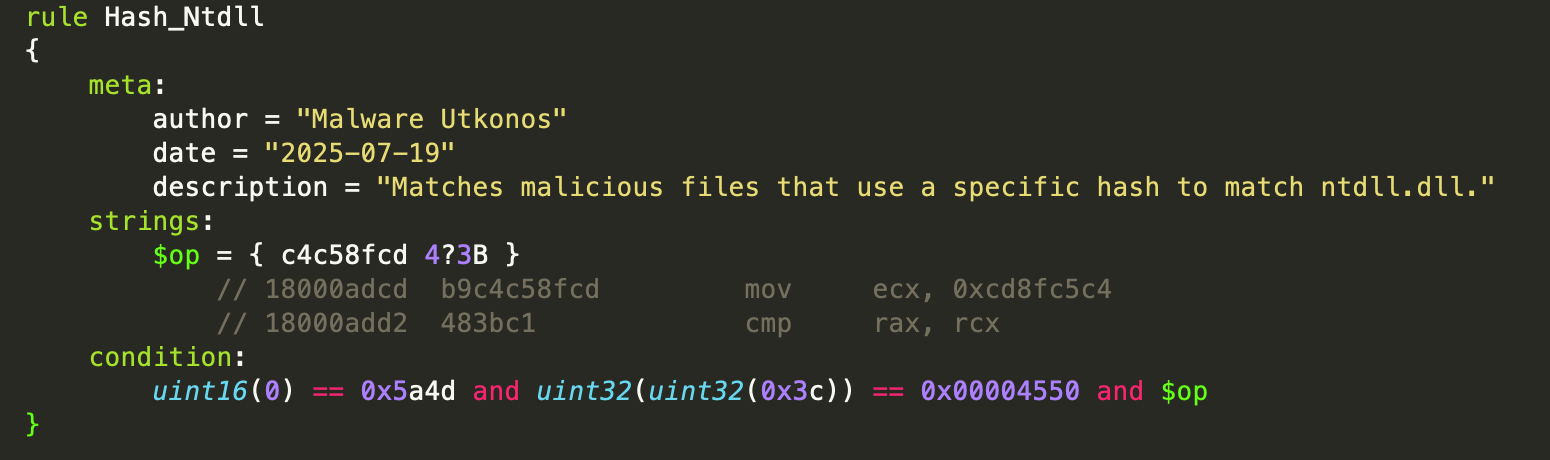 rule Hash_Ntdll
{
    meta:
        author = "Malware Utkonos"
        date = "2025-07-19"
        description = "Matches malicious files that use a specific hash to match ntdll.dll."
    strings:
        $op = { c4c58fcd 4?3B }
            // 18000adcd  b9c4c58fcd         mov     ecx, 0xcd8fc5c4
            // 18000add2  483bc1             cmp     rax, rcx
    condition:
        uint16(0) == 0x5a4d and uint32(uint32(0x3c)) == 0x00004550 and $op
}